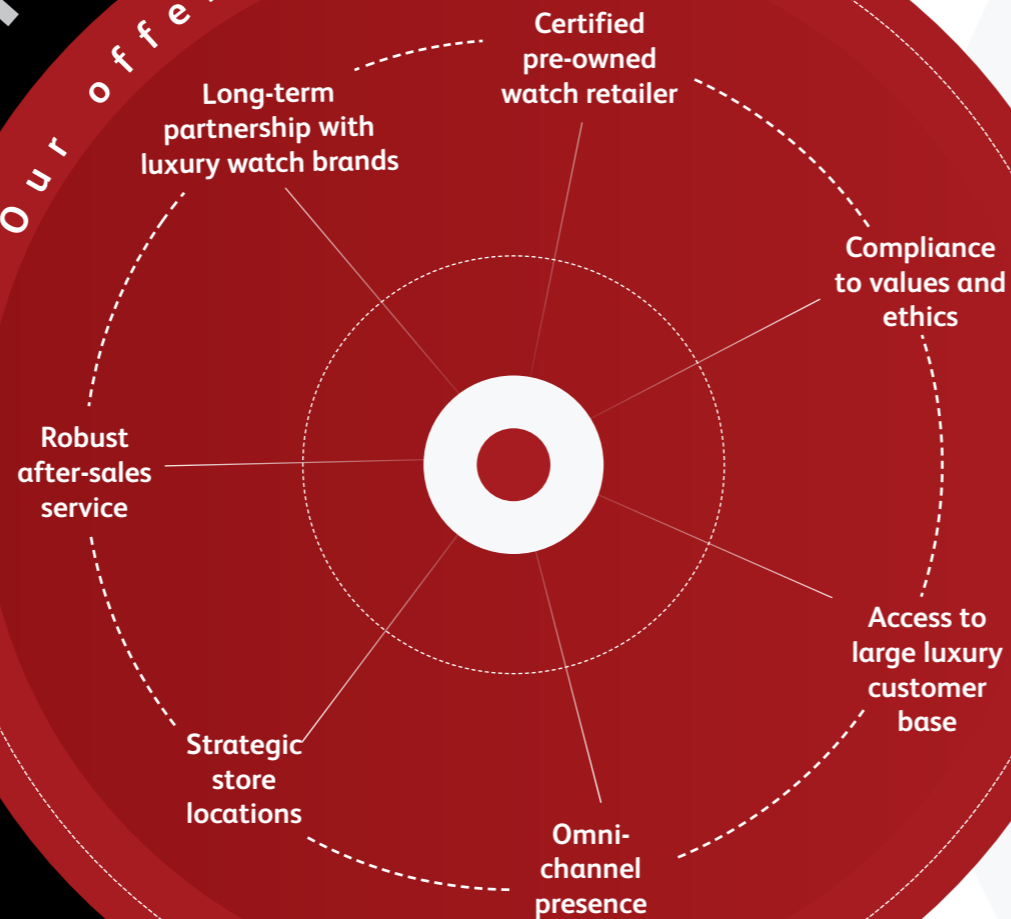 Our offe
Certified
pre-owned
watch retailer
Long-term
partnership with
luxury watch brands
Compliance
to values and
ethics
Robust
after-sales
service
Access to
large luxury
customer
base
Strategic
store
locations
Omni-
channel
presence